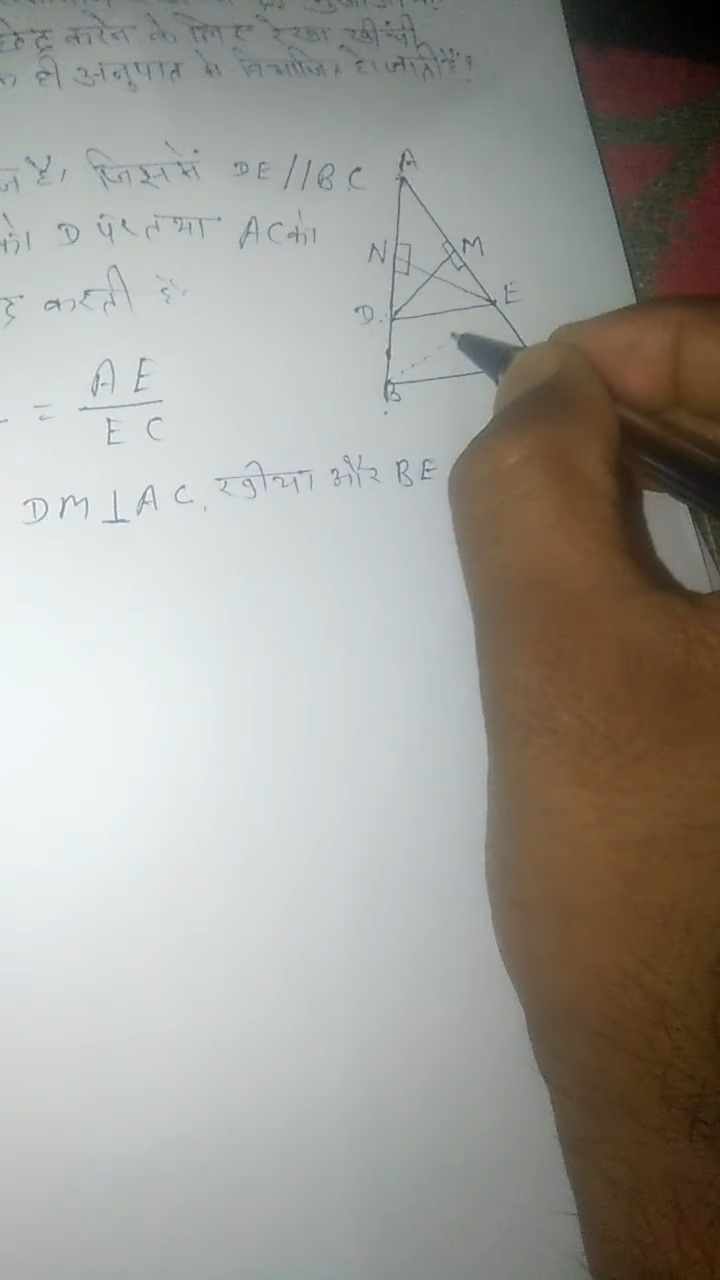 छेद करने के लिए रेखा खींची
ही अनुपात में विभाजित हो जाती हैं?
है, जिसमें DE//BC
को D पर तथा AC को
करती है
= AE
EC
DM⊥AC, खींचा और BE
A
N M
D E
B